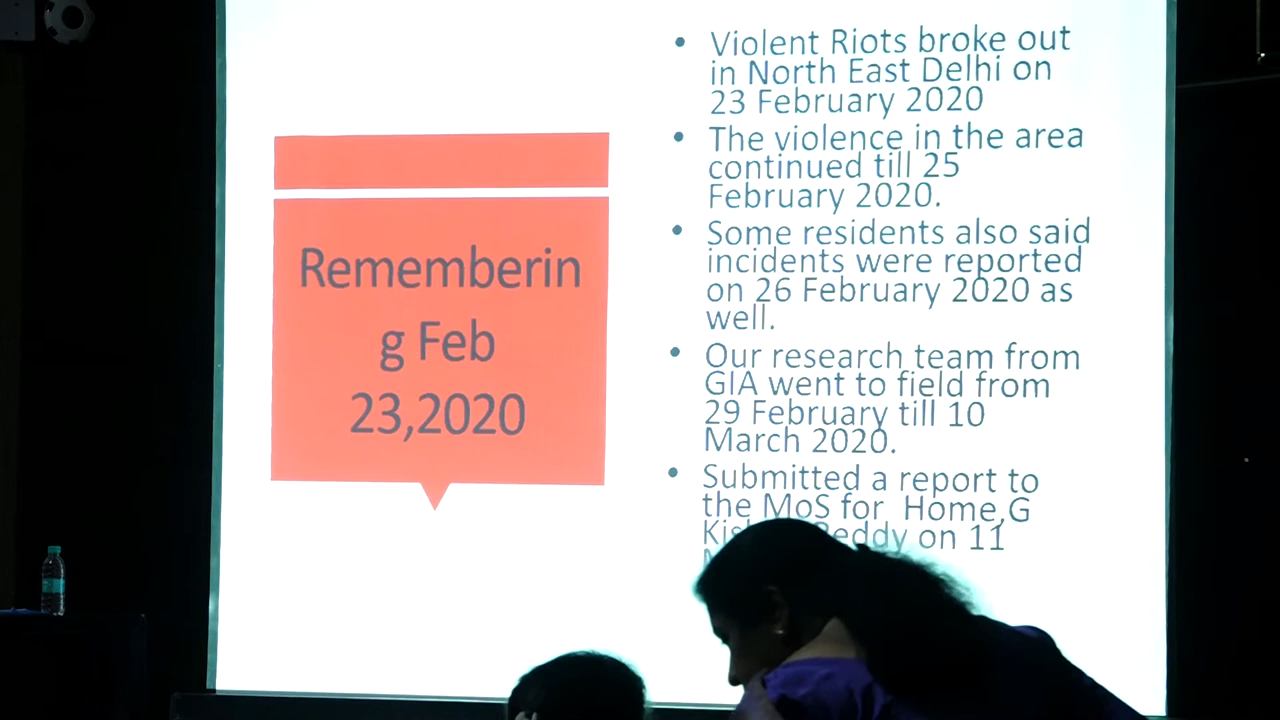 Rememberin
g Feb
23,2020
• Violent Riots broke out
in North East Delhi on
23 February 2020
• The violence in the area
continued till 25
February 2020.
• Some residents also said
incidents were reported
on 26 February 2020 as
well.
• Our research team from
GIA went to field from
29 February till 10
March 2020.
• Submitted a report to
the MoS for Home,G
on 11